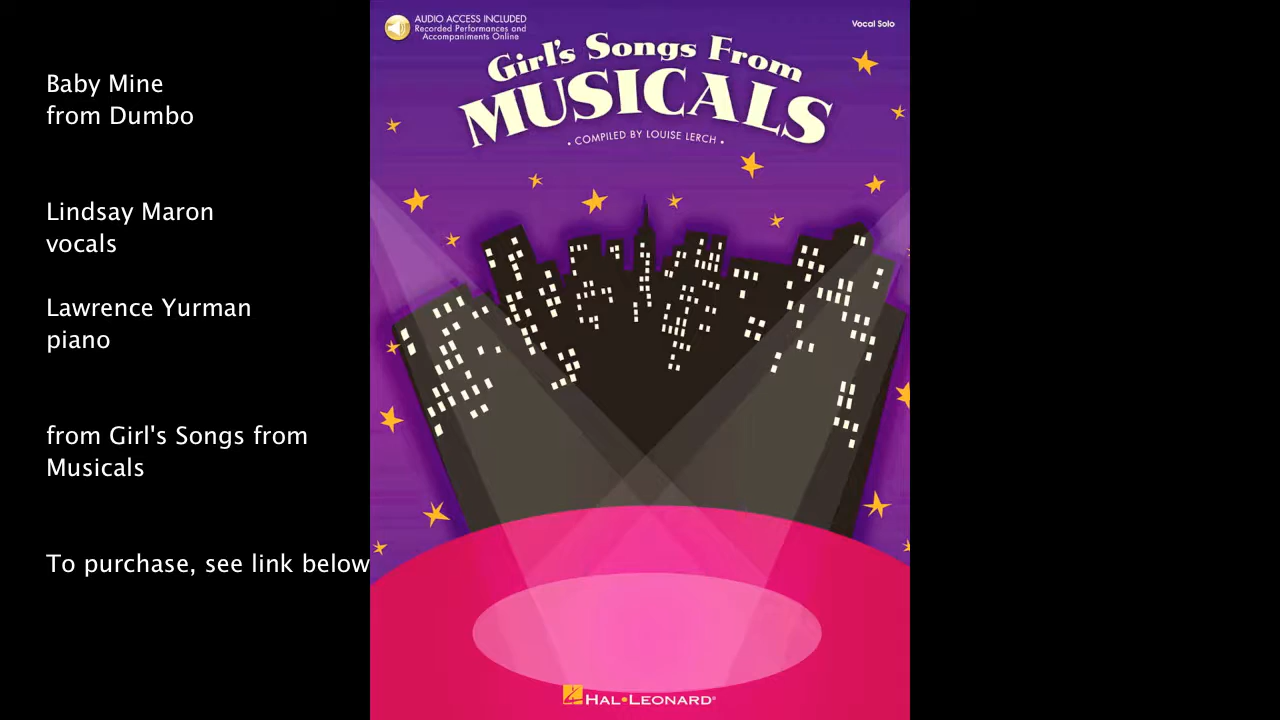 Baby Mine
from Dumbo
Lindsay Maron
vocals
Lawrence Yurman
piano
from Girl's Songs from
Musicals
To purchase, see link below
AUDIO ACCESS INCLUDED
Recorded Performances and
Accompaniments Online
Vocal Solo
Girl's Songs From
MUSICALS
• COMPILED BY LOUISE LERCH •
HAL•LEONARD®